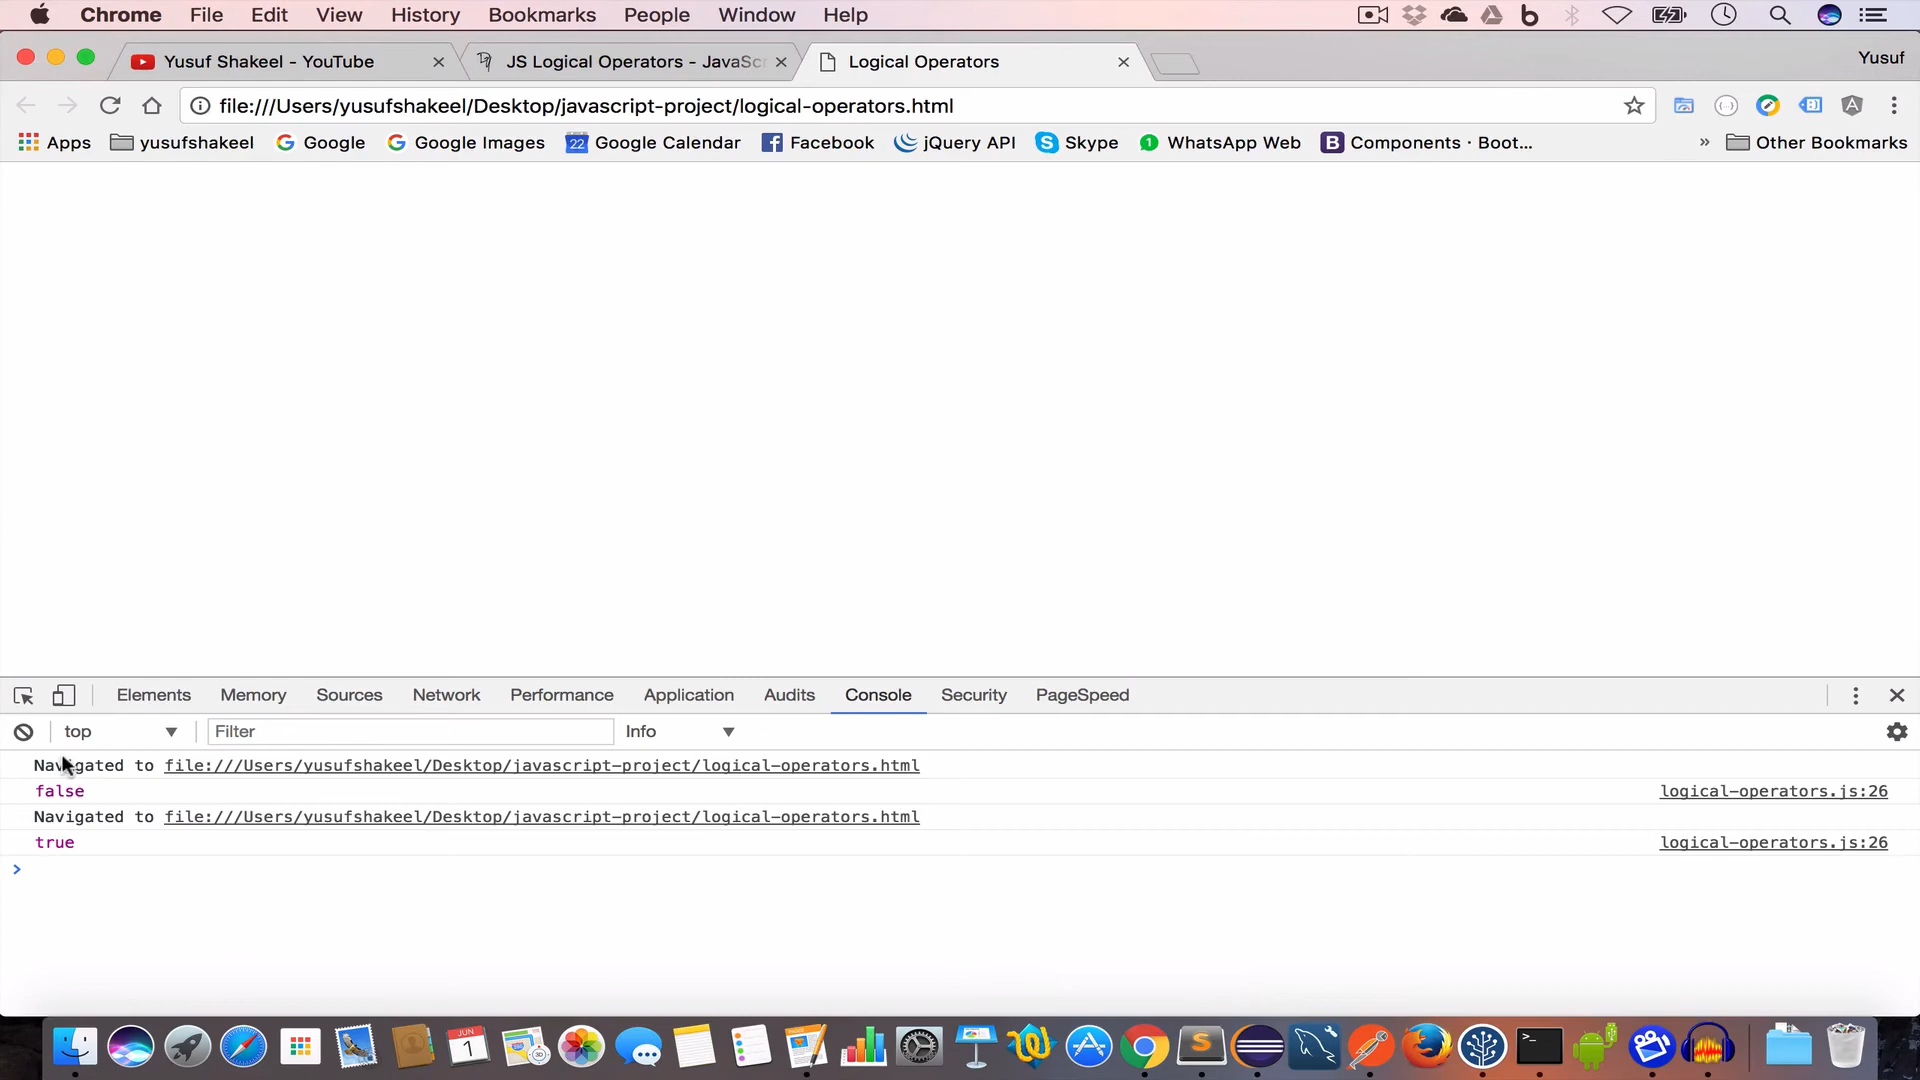 Chrome File Edit View History Bookmarks People Window Help
Yusuf Shakeel - YouTube JS Logical Operators - JavaSc Logical Operators Yusuf
file:///Users/yusufshakeel/Desktop/javascript-project/logical-operators.html
Apps yusufshakeel Google Google Images 22 Google Calendar Facebook jQuery API Skype 1 WhatsApp Web B Components · Boot... » Other Bookmarks
Elements Memory Sources Network Performance Application Audits Console Security PageSpeed
top Filter Info
Navigated to file:///Users/yusufshakeel/Desktop/javascript-project/logical-operators.html
false logical-operators.js:26
Navigated to file:///Users/yusufshakeel/Desktop/javascript-project/logical-operators.html
true logical-operators.js:26
>
JUN
1